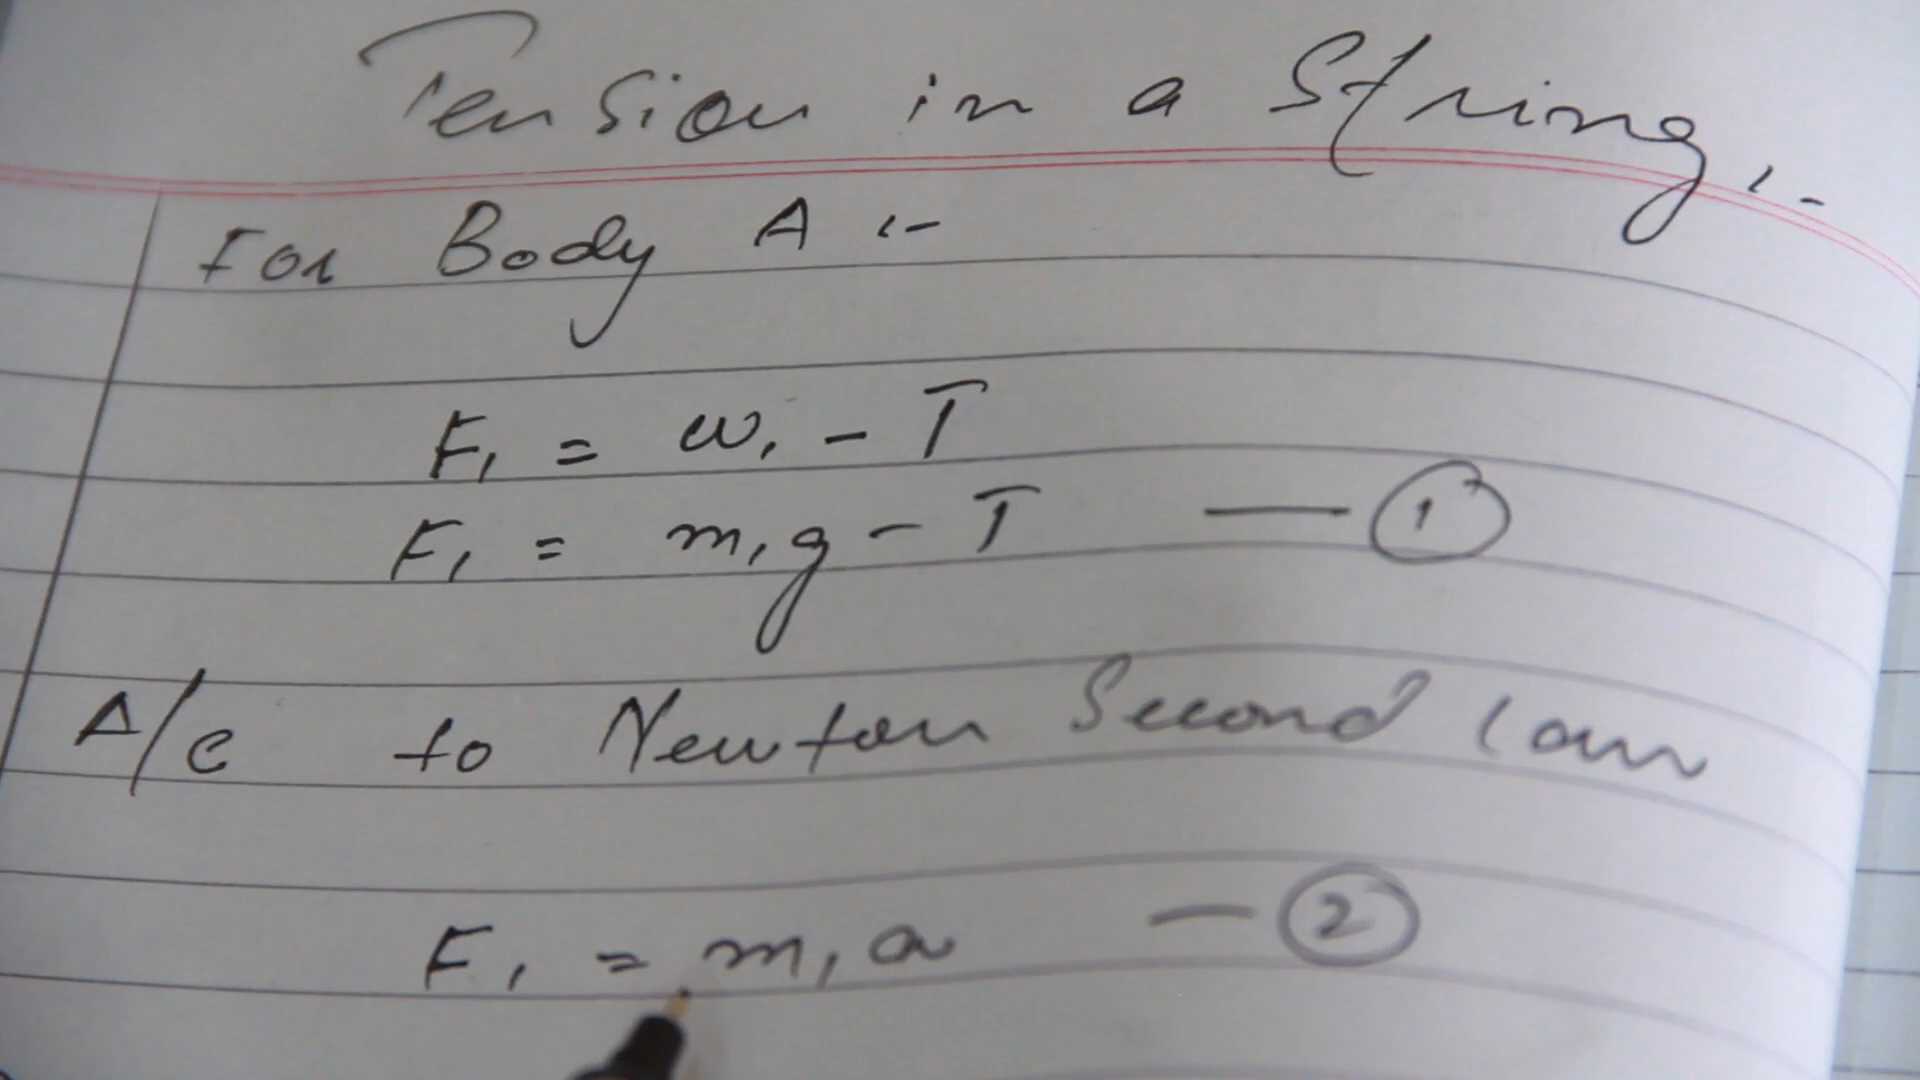 Tension in a String :-
For Body A :-
F₁ = w₁ - T
F₁ = m₁g - T — ①
A/c to Newton Second law
F₁ = m₁a — ②